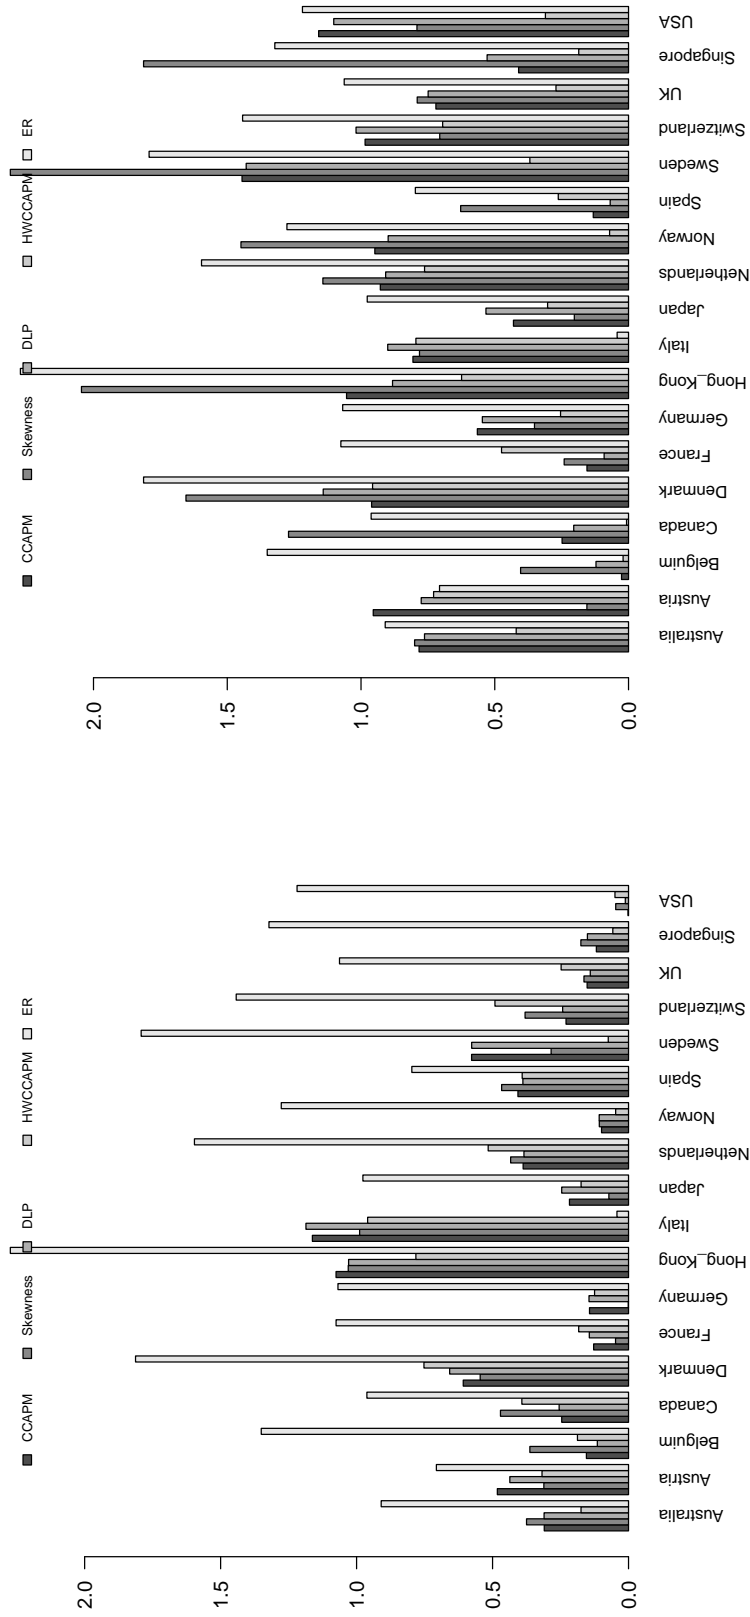 CCAPM Skewness DLP HWCCAPM ER
2.0
1.5
1.0
0.5
0.0
Australia
Austria
Belguim
Canada
Denmark
France
Germany
Hong_Kong
Italy
Japan
Netherlands
Norway
Spain
Sweden
Switzerland
UK
Singapore
USA
CCAPM Skewness DLP HWCCAPM ER
2.0
1.5
1.0
0.5
0.0
Australia
Austria
Belguim
Canada
Denmark
France
Germany
Hong_Kong
Italy
Japan
Netherlands
Norway
Spain
Sweden
Switzerland
UK
Singapore
USA